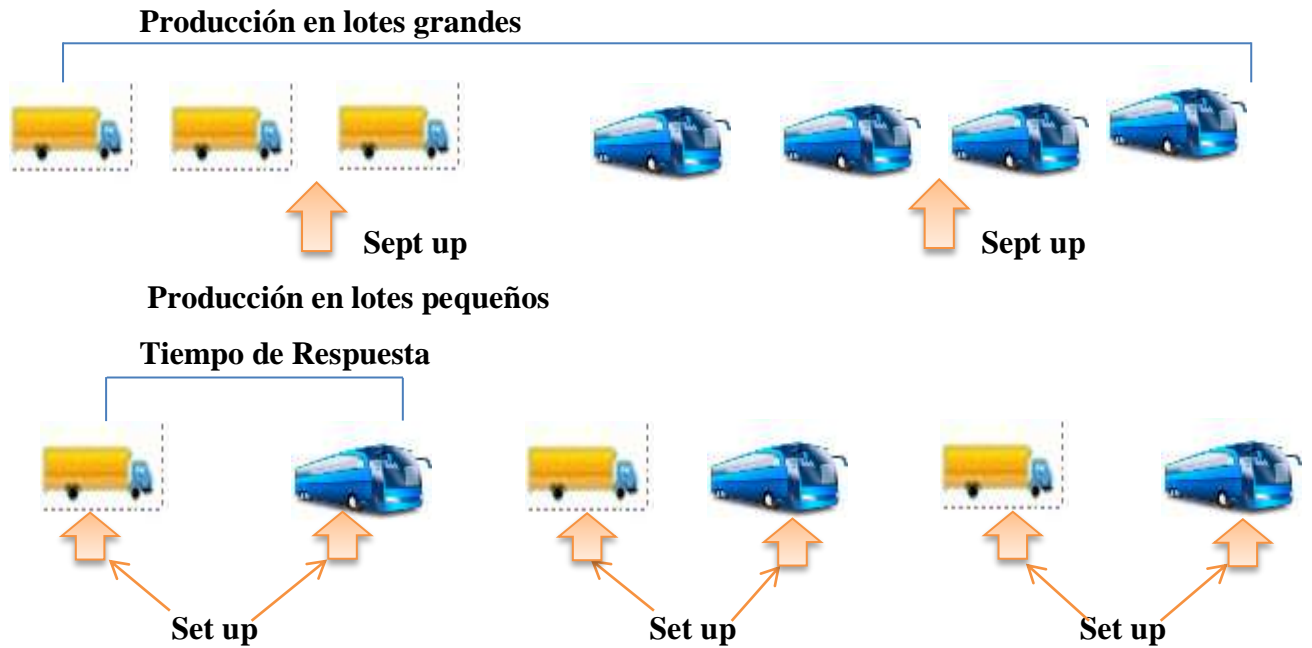 Producción en lotes grandes
Sept up Sept up
Producción en lotes pequeños
Tiempo de Respuesta
Set up Set up Set up